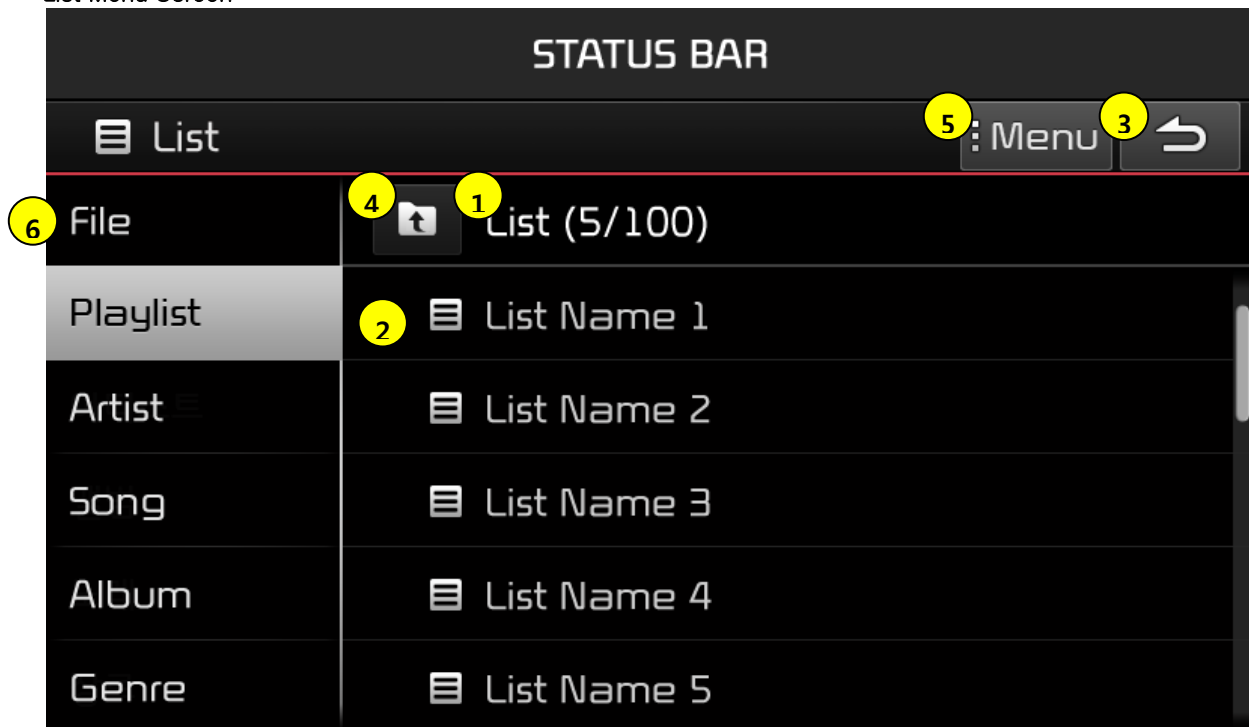 List Menu Screen
STATUS BAR
List
5
Menu
3
6
File
4
1
List (5/100)
Playlist
2
List Name 1
Artist
List Name 2
Song
List Name 3
Album
List Name 4
Genre
List Name 5